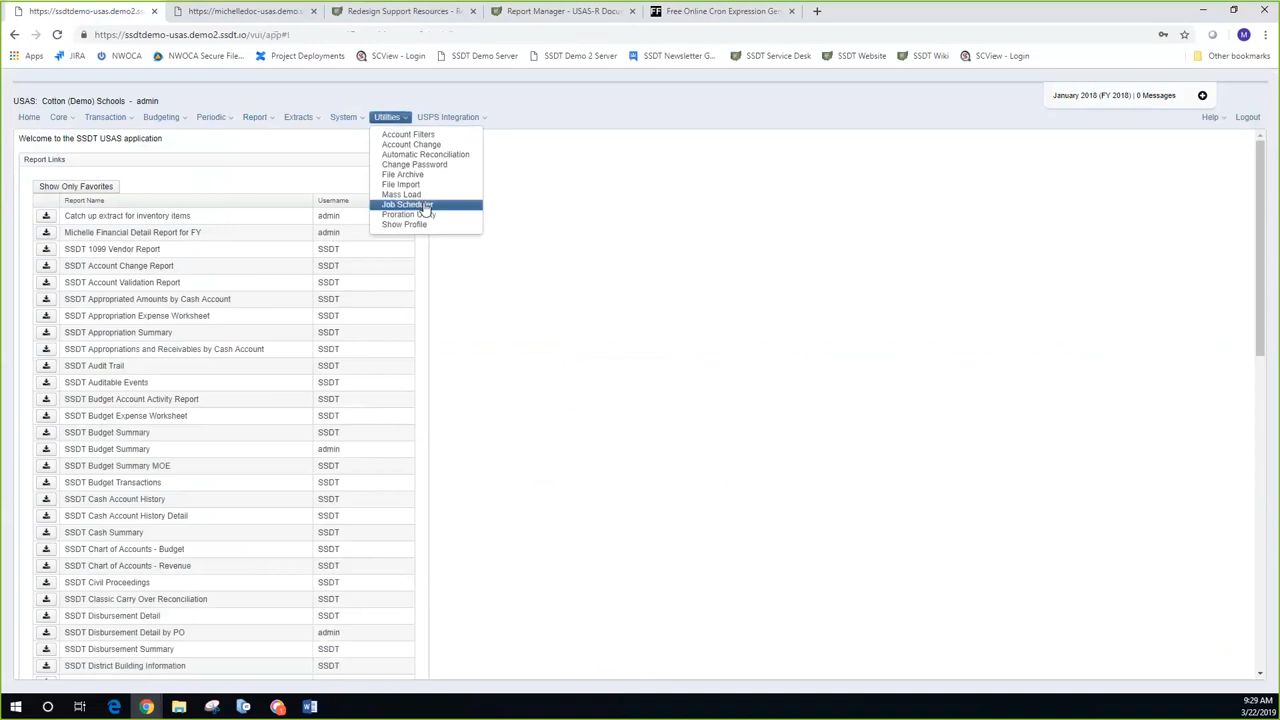 https://ssdtdemo-usas.demo2.ss...
https://michelledoc-usas.demo...
Redesign Support Resources - R...
Report Manager - USAS-R Docu...
Free Online Cron Expression Gen...
https://ssdtdemo-usas.demo2.ssdt.io/vui/app#!
Apps JIRA NWOCA NWOCA Secure File... Project Deployments SCView - Login SSDT Demo Server SSDT Demo 2 Server SSDT Newsletter G... SSDT Service Desk SSDT Website SSDT Wiki SCView - Login Other bookmarks
USAS: Cotton (Demo) Schools - admin
January 2018 (FY 2018) | 0 Messages
Home Core Transaction Budgeting Periodic Report Extracts System Utilities USPS Integration Help Logout
Welcome to the SSDT USAS application
Account Filters
Account Change
Automatic Reconciliation
Change Password
File Archive
File Import
Mass Load
Job Scheduler
Proration
Show Profile
Report Links
Show Only Favorites
Report Name Username
Catch up extract for inventory items admin
Michelle Financial Detail Report for FY admin
SSDT 1099 Vendor Report SSDT
SSDT Account Change Report SSDT
SSDT Account Validation Report SSDT
SSDT Appropriated Amounts by Cash Account SSDT
SSDT Appropriation Expense Worksheet SSDT
SSDT Appropriation Summary SSDT
SSDT Appropriations and Receivables by Cash Account SSDT
SSDT Audit Trail SSDT
SSDT Auditable Events SSDT
SSDT Budget Account Activity Report SSDT
SSDT Budget Expense Worksheet SSDT
SSDT Budget Summary SSDT
SSDT Budget Summary admin
SSDT Budget Summary MOE SSDT
SSDT Budget Transactions SSDT
SSDT Cash Account History SSDT
SSDT Cash Account History Detail SSDT
SSDT Cash Summary SSDT
SSDT Chart of Accounts - Budget SSDT
SSDT Chart of Accounts - Revenue SSDT
SSDT Civil Proceedings SSDT
SSDT Classic Carry Over Reconciliation SSDT
SSDT Disbursement Detail SSDT
SSDT Disbursement Detail by PO admin
SSDT Disbursement Summary SSDT
SSDT District Building Information SSDT
9:29 AM
3/22/2019